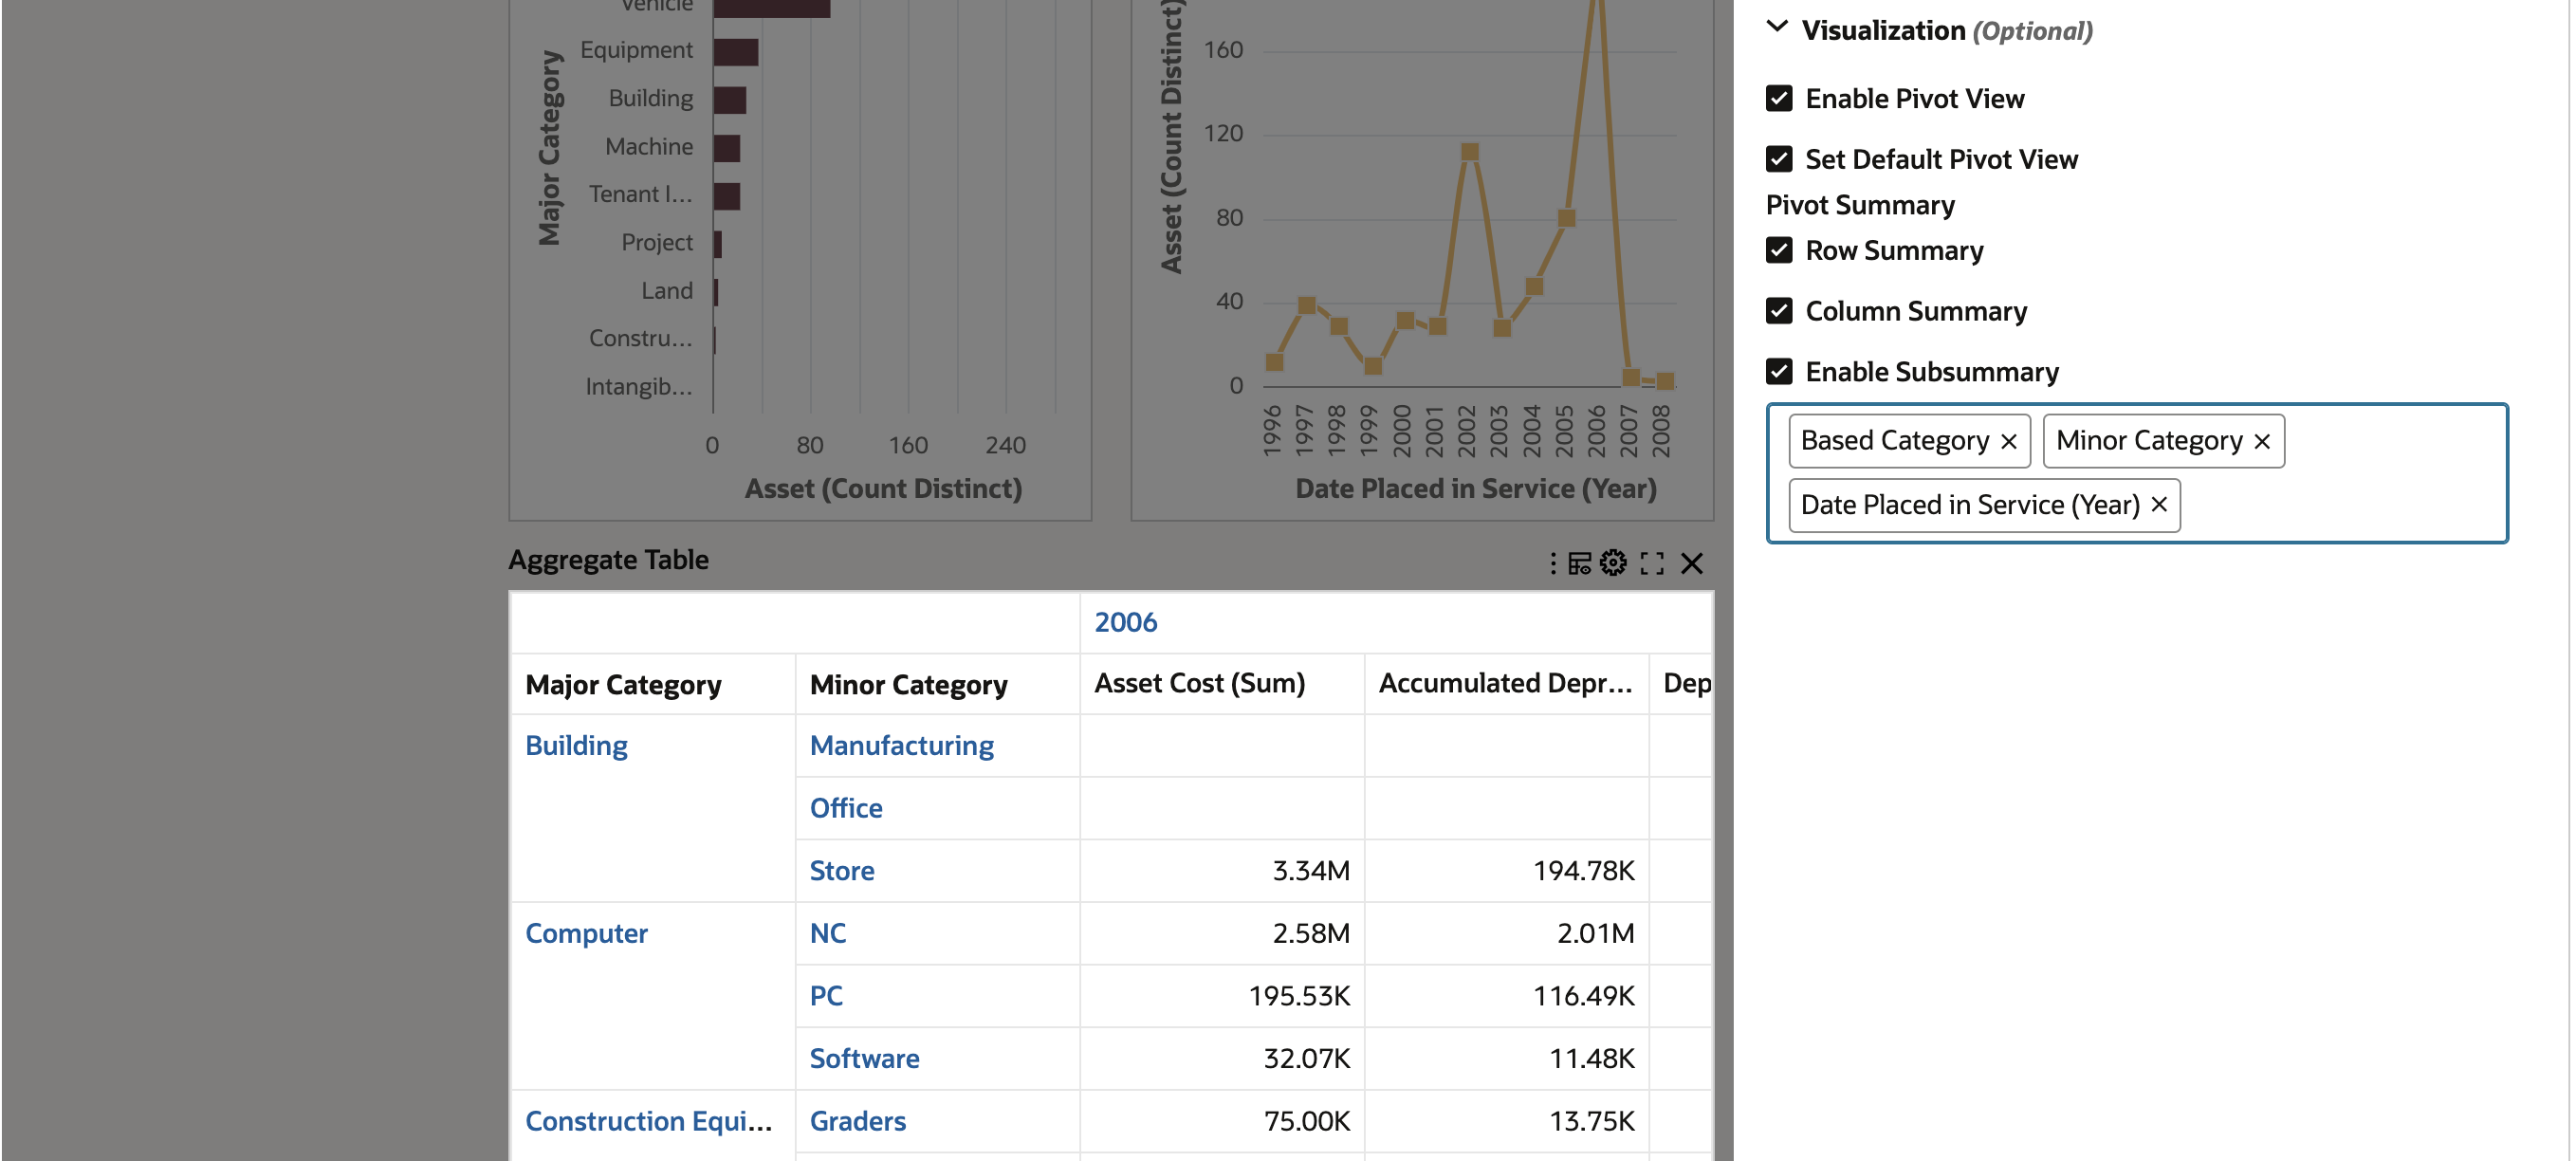 Vehicle
Equipment
Building
Machine
Tenant I...
Project
Land
Constru...
Intangib...
Major Category
0 80 160 240
Asset (Count Distinct)
Asset (Count Distinct)
160
120
80
40
0
1996 1997 1998 1999 2000 2001 2002 2003 2004 2005 2006 2007 2008
Date Placed in Service (Year)
Aggregate Table
2006
Major Category Minor Category Asset Cost (Sum) Accumulated Depr... Dep
Building Manufacturing
Office
Store 3.34M 194.78K
Computer NC 2.58M 2.01M
PC 195.53K 116.49K
Software 32.07K 11.48K
Construction Equi... Graders 75.00K 13.75K
Visualization (Optional)
Enable Pivot View
Set Default Pivot View
Pivot Summary
Row Summary
Column Summary
Enable Subsummary
Based Category × Minor Category ×
Date Placed in Service (Year) ×